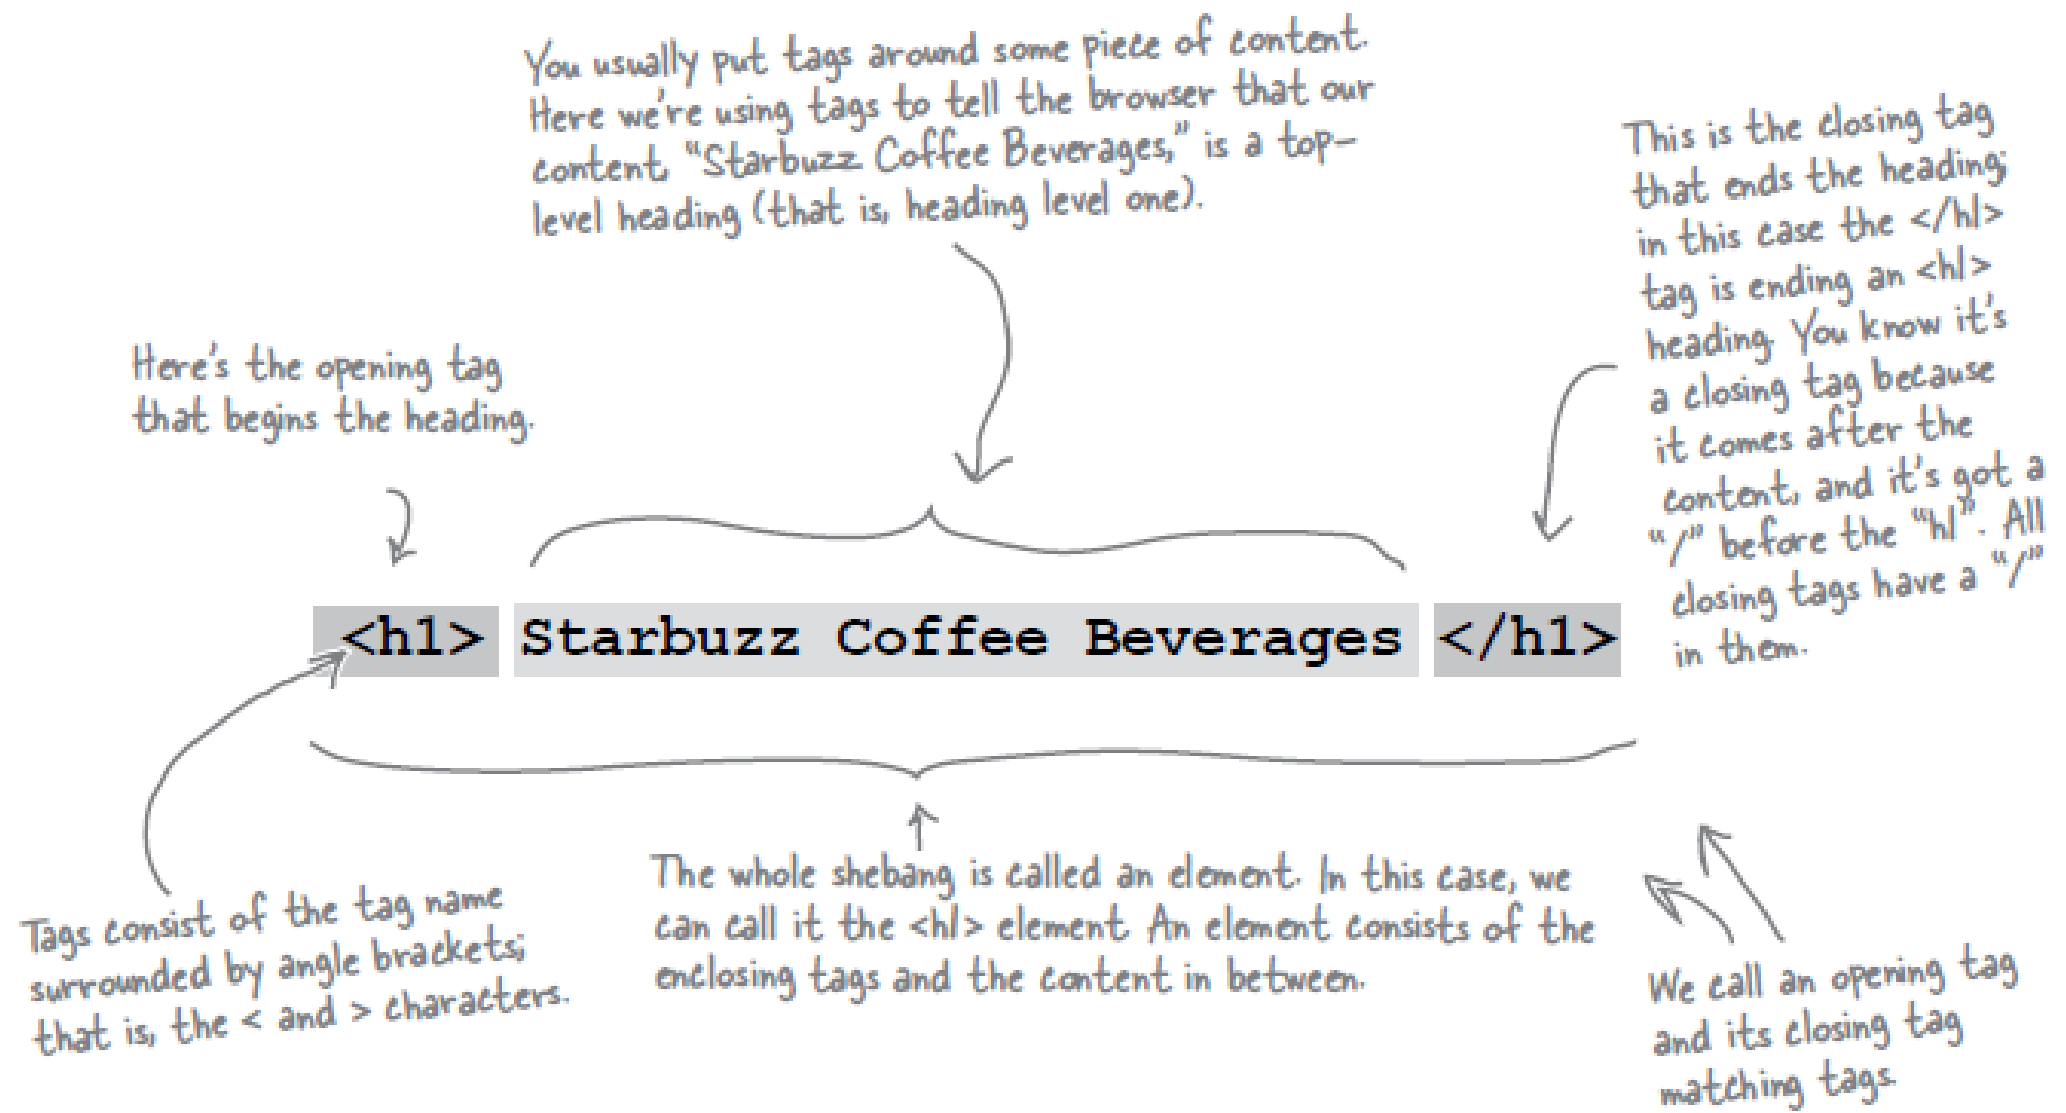 You usually put tags around some piece of content.
Here we're using tags to tell the browser that our
content, "Starbuzz Coffee Beverages," is a top-
level heading (that is, heading level one).
This is the closing tag
that ends the heading;
in this case the </h1>
tag is ending an <h1>
heading. You know it's
a closing tag because
it comes after the
content, and it's got a
"/" before the "h1". All
closing tags have a "/"
in them.
Here's the opening tag
that begins the heading.
<h1> Starbuzz Coffee Beverages </h1>
Tags consist of the tag name
surrounded by angle brackets;
that is, the < and > characters.
The whole shebang is called an element. In this case, we
can call it the <h1> element. An element consists of the
enclosing tags and the content in between.
We call an opening tag
and its closing tag
matching tags.